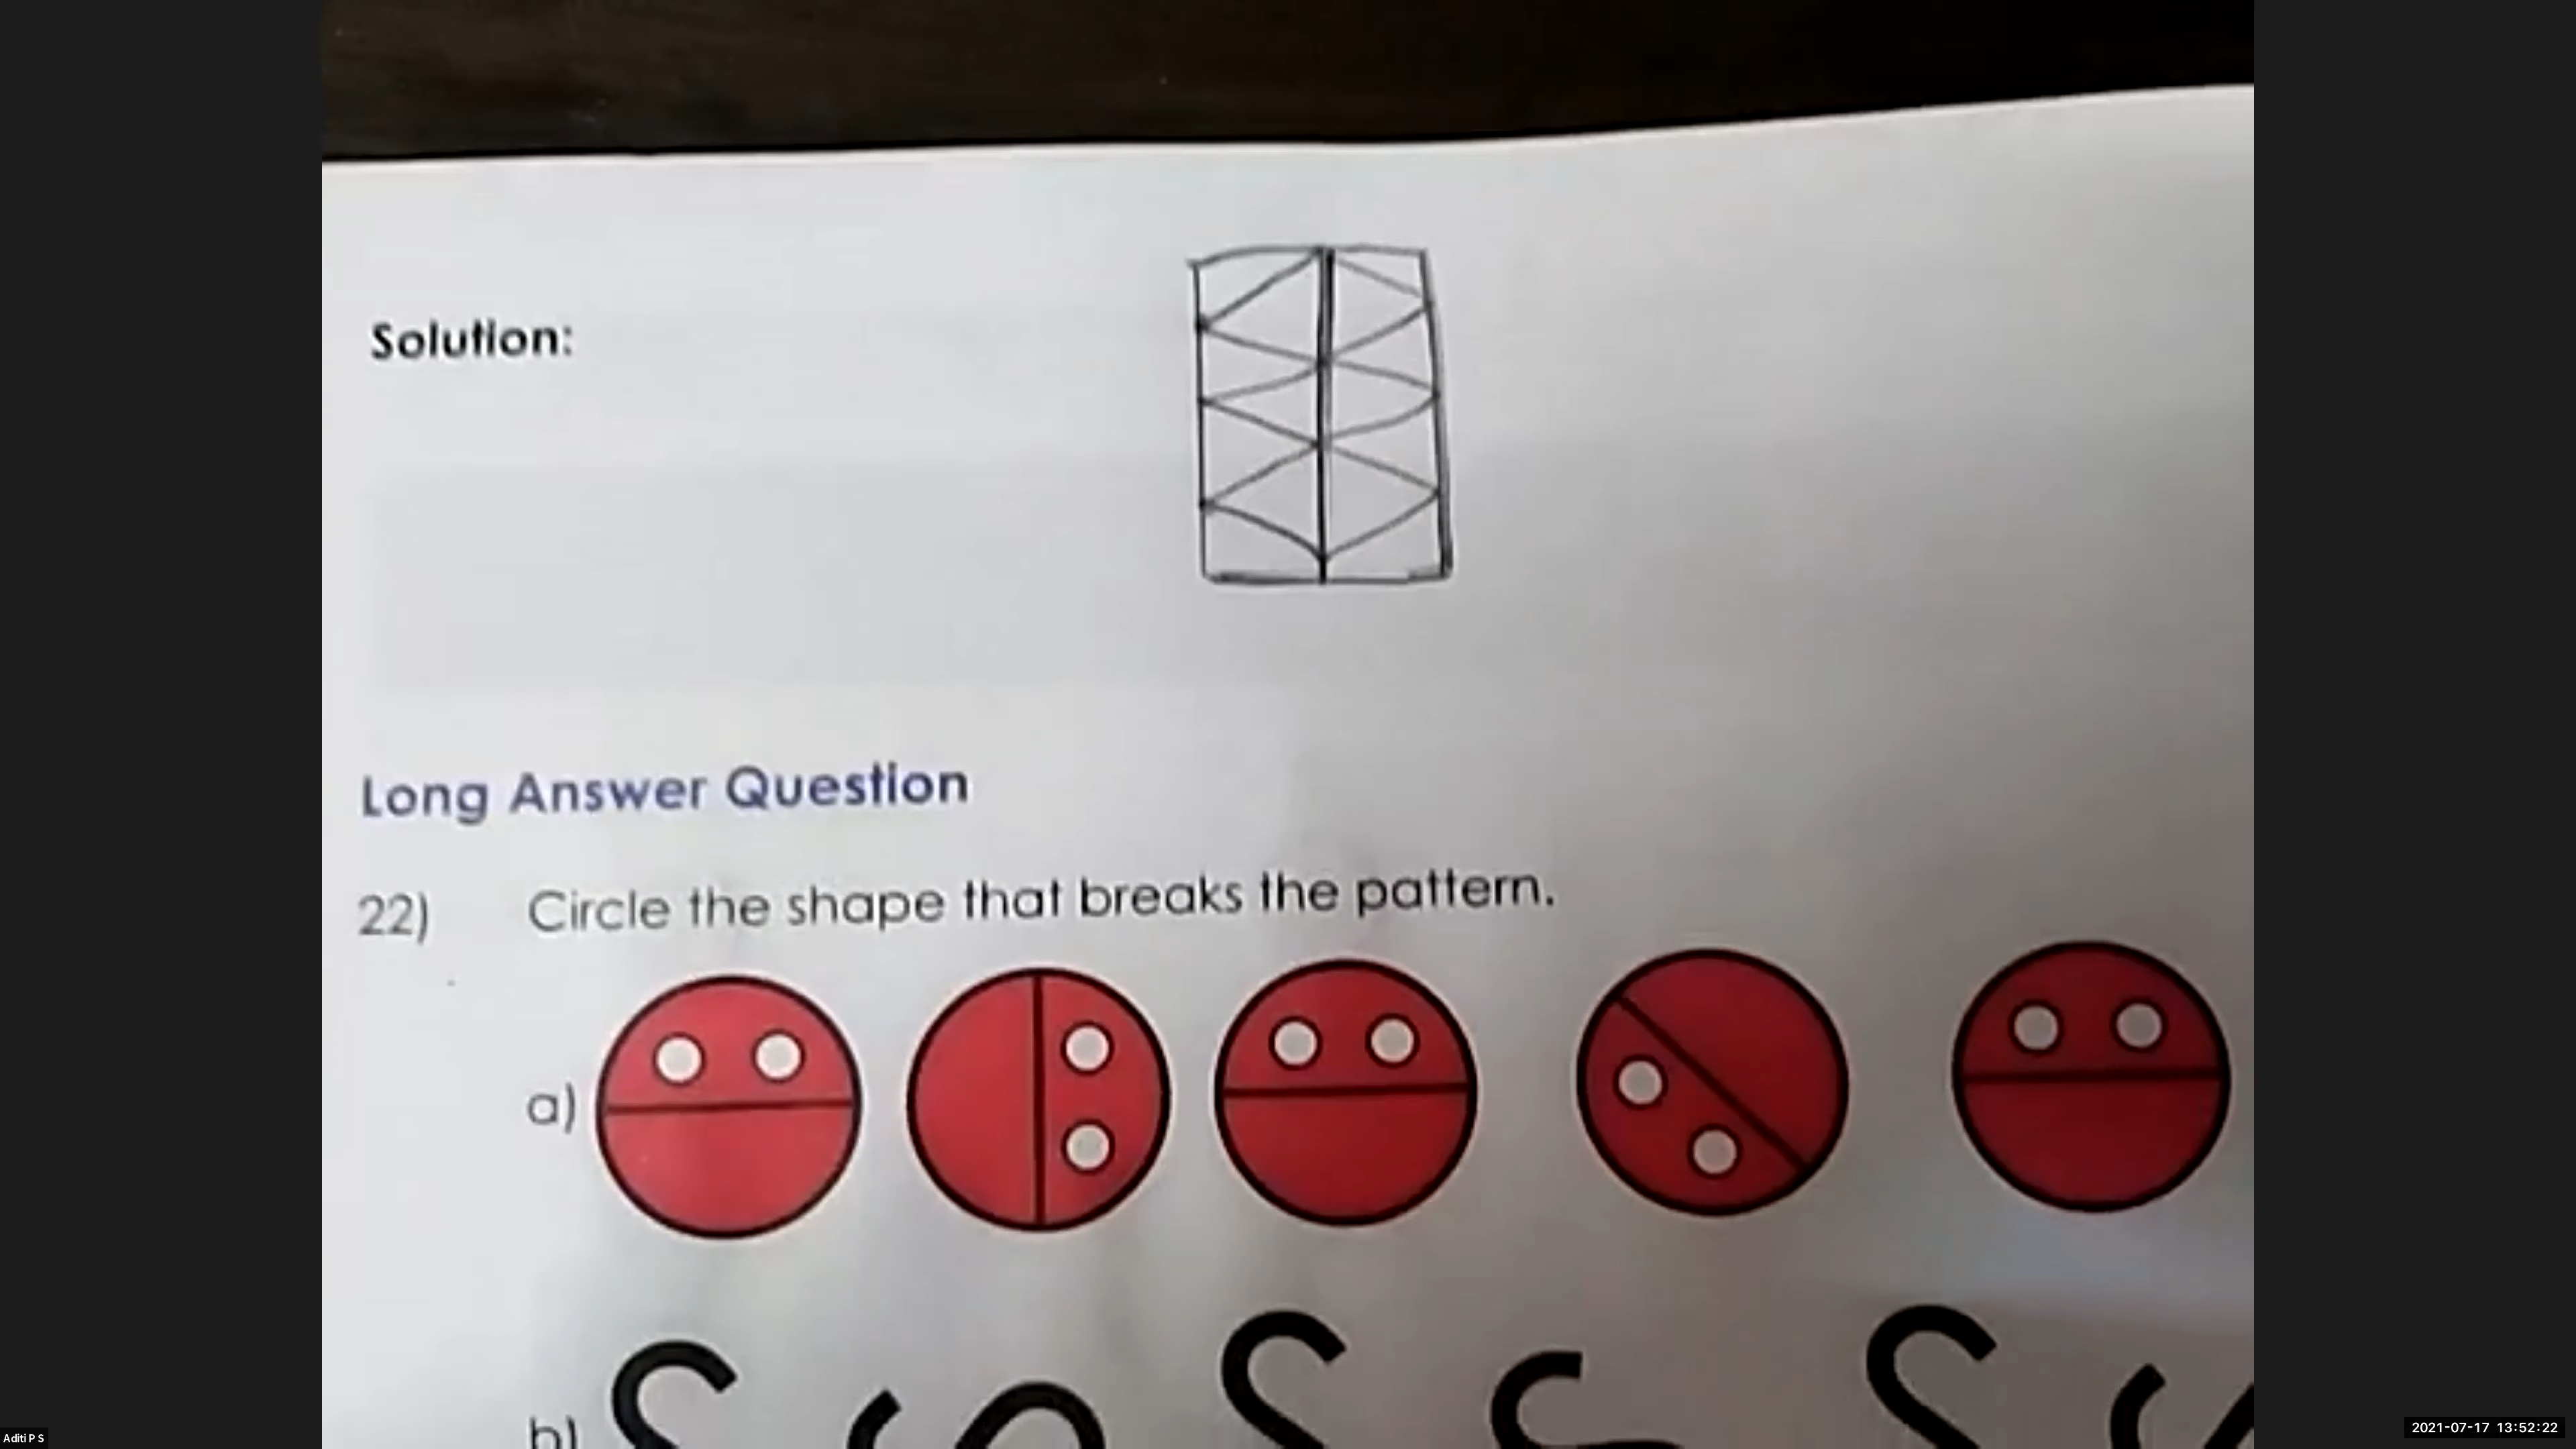 Solution:
Long Answer Question
22) Circle the shape that breaks the pattern.
a)
b)
Aditi P S
2021-07-17 13:52:22